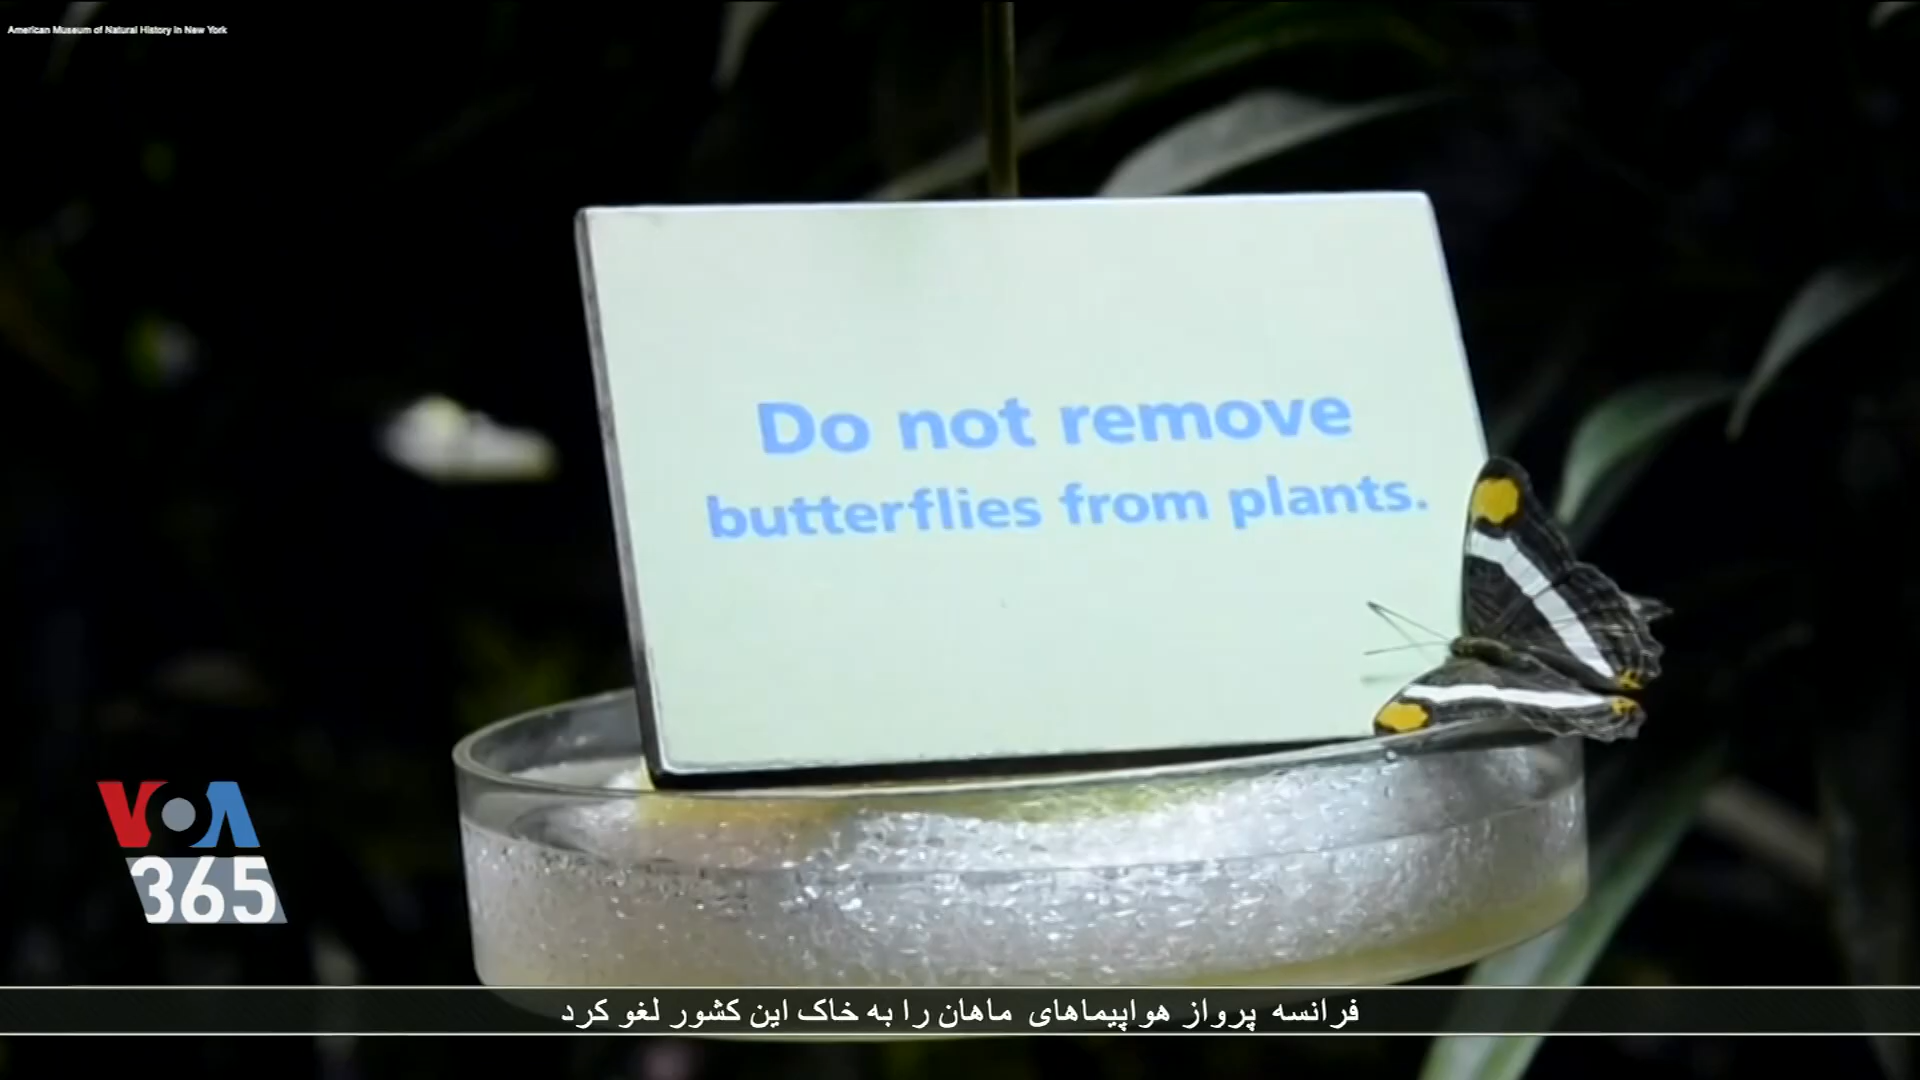 American Museum of Natural History in New York
Do not remove
butterflies from plants.
VOA
365
فرانسه پرواز هواپیماهای ماهان را به خاک این کشور لغو کرد